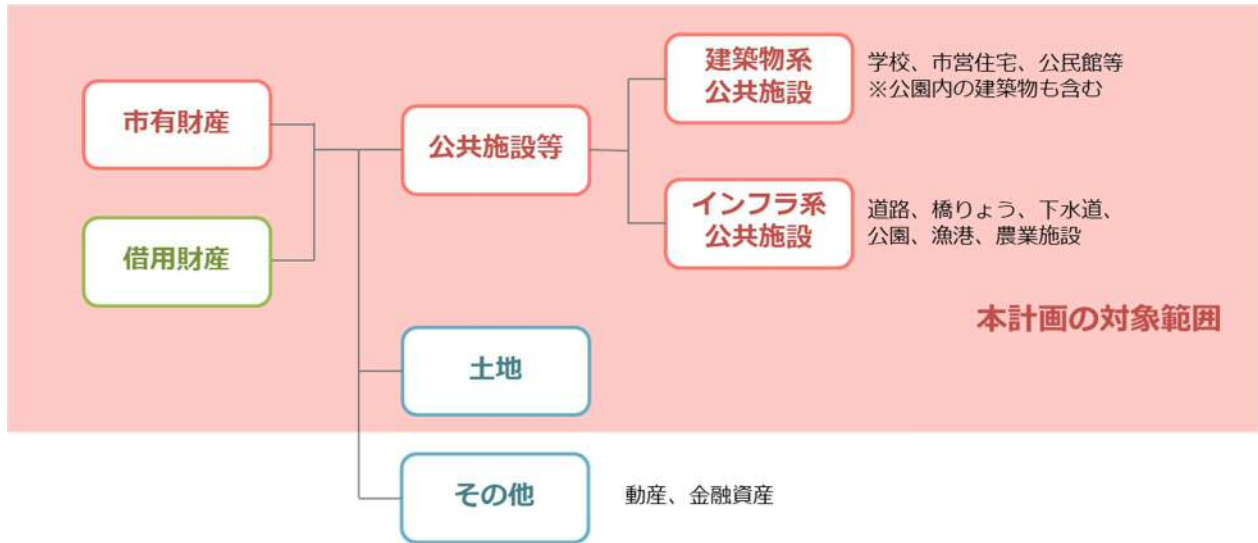 市有財産
借用財産
公共施設等
建築物系
公共施設
学校、市営住宅、公民館等
※公園内の建築物も含む
インフラ系
公共施設
道路、橋りょう、下水道、
公園、漁港、農業施設
本計画の対象範囲
土地
その他
動産、金融資産